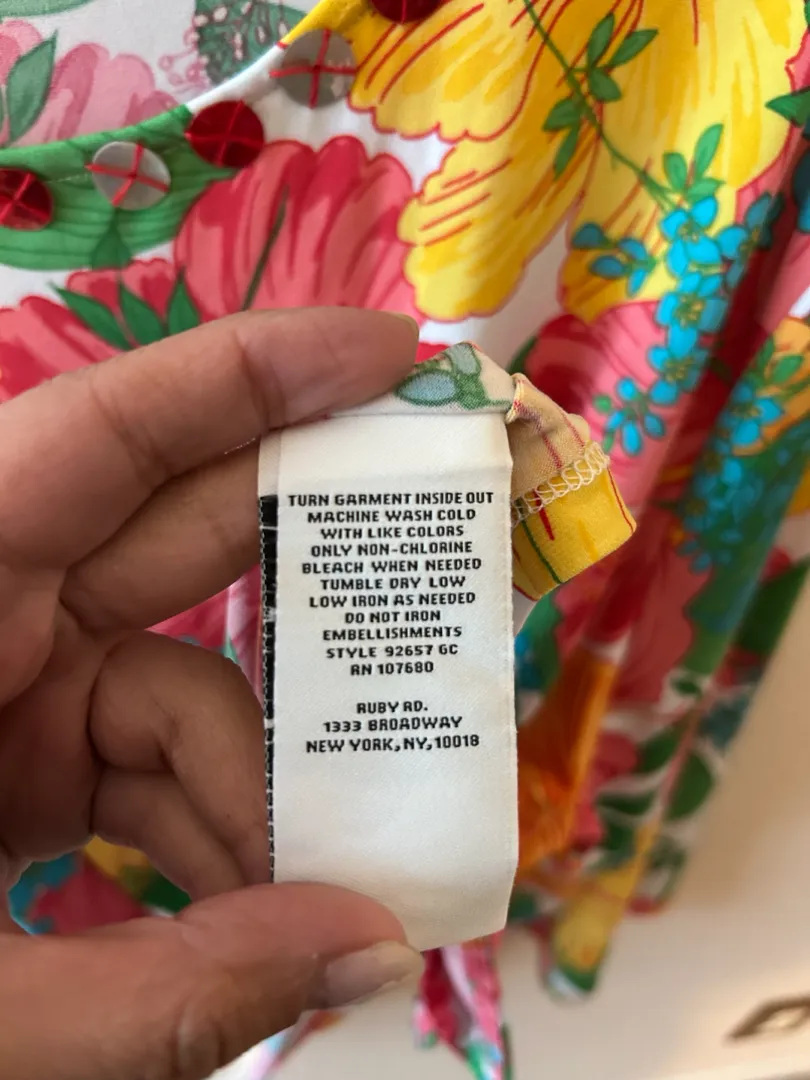 TURN GARMENT INSIDE OUT
MACHINE WASH COLD
WITH LIKE COLORS
ONLY NON-CHLORINE
BLEACH WHEN NEEDED
TUMBLE DRY LOW
LOW IRON AS NEEDED
DO NOT IRON
EMBELLISHMENTS
STYLE 92657 GC
RN 107680
RUBY RD.
1333 BROADWAY
NEW YORK,NY,10018